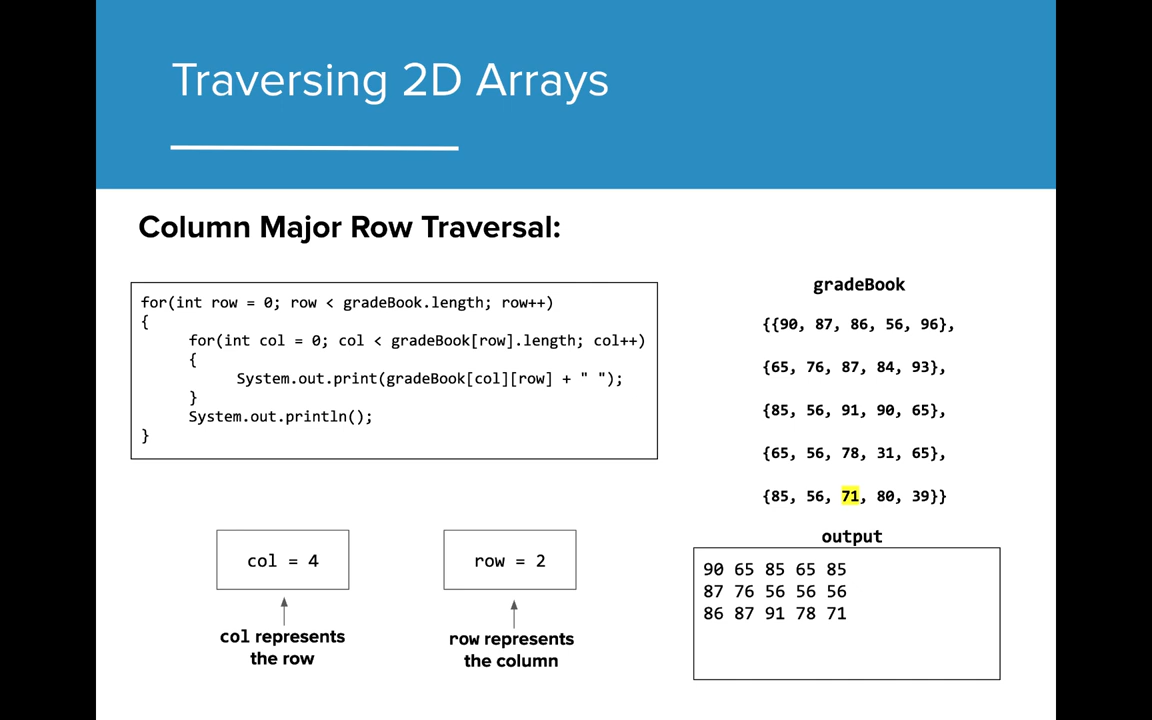 Traversing 2D Arrays
Column Major Row Traversal:
for(int row = 0; row < gradeBook.length; row++)
{
for(int col = 0; col < gradeBook[row].length; col++)
{
System.out.print(gradeBook[col][row] + " ");
}
System.out.println();
}
col = 4
col represents
the row
row = 2
row represents
the column
gradeBook
{{90, 87, 86, 56, 96},
{65, 76, 87, 84, 93},
{85, 56, 91, 90, 65},
{65, 56, 78, 31, 65},
{85, 56, 71, 80, 39}}
output
90 65 85 65 85
87 76 56 56 56
86 87 91 78 71